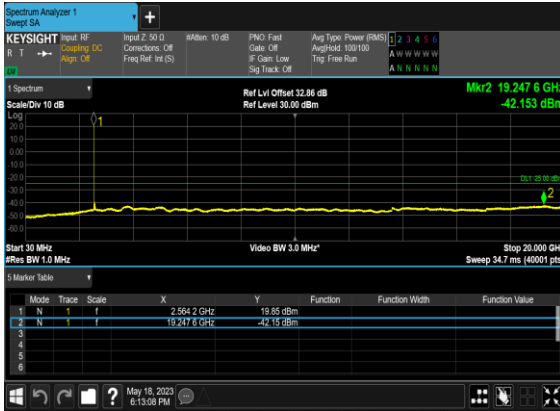 Spectrum Analyzer 1
Swept SA
+
KEYSIGHT Input: RF Input Z: 50 Ω #Atten: 10 dB PNO: Fast Avg Type: Power (RMS) 1 2 3 4 5 6
R T Coupling: DC Corrections: Off Gate: Off Avg|Hold: 100/100 A W W W W W
Align: Off Freq Ref: Int (S) IF Gain: Low Trig: Free Run
Sig Track: Off A N N N N N
1 Spectrum
Ref Lvl Offset 32.86 dB Mkr2 19.247 6 GHz
Scale/Div 10 dB Ref Level 30.00 dBm -42.153 dBm
Log
1
20.0
10.0
0.00
-10.0
-20.0
DL1 -25.00 dBm
-30.0
2
-40.0
-50.0
-60.0
Start 30 MHz Video BW 3.0 MHz* Stop 20.000 GHz
#Res BW 1.0 MHz Sweep 34.7 ms (40001 pts)
5 Marker Table
Mode Trace Scale X Y Function Function Width Function Value
1 N 1 f 2.564 2 GHz 19.85 dBm
2 N 1 f 19.247 6 GHz -42.15 dBm
3
4
5
6
? May 18, 2023
6:13:08 PM